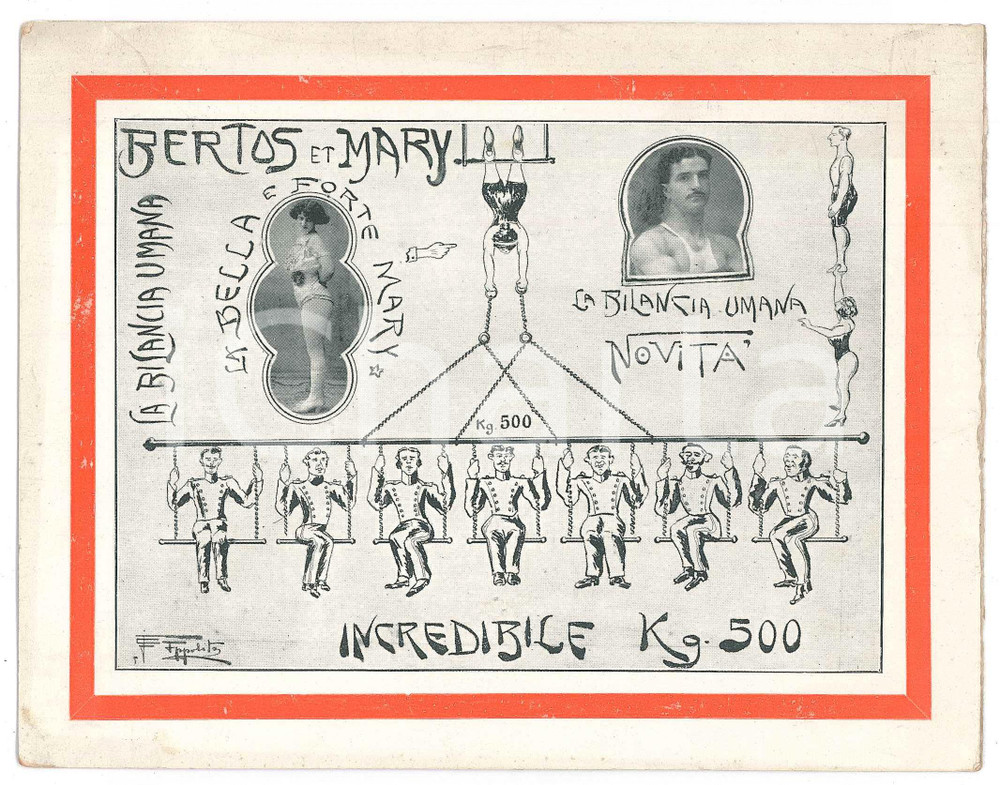 BERTOS ET MARY
LA BILANCIA UMANA
LA BELLA E FORTE MARY
LA BILANCIA UMANA
NOVITA'
Kg. 500
INCREDIBILE Kg. 500